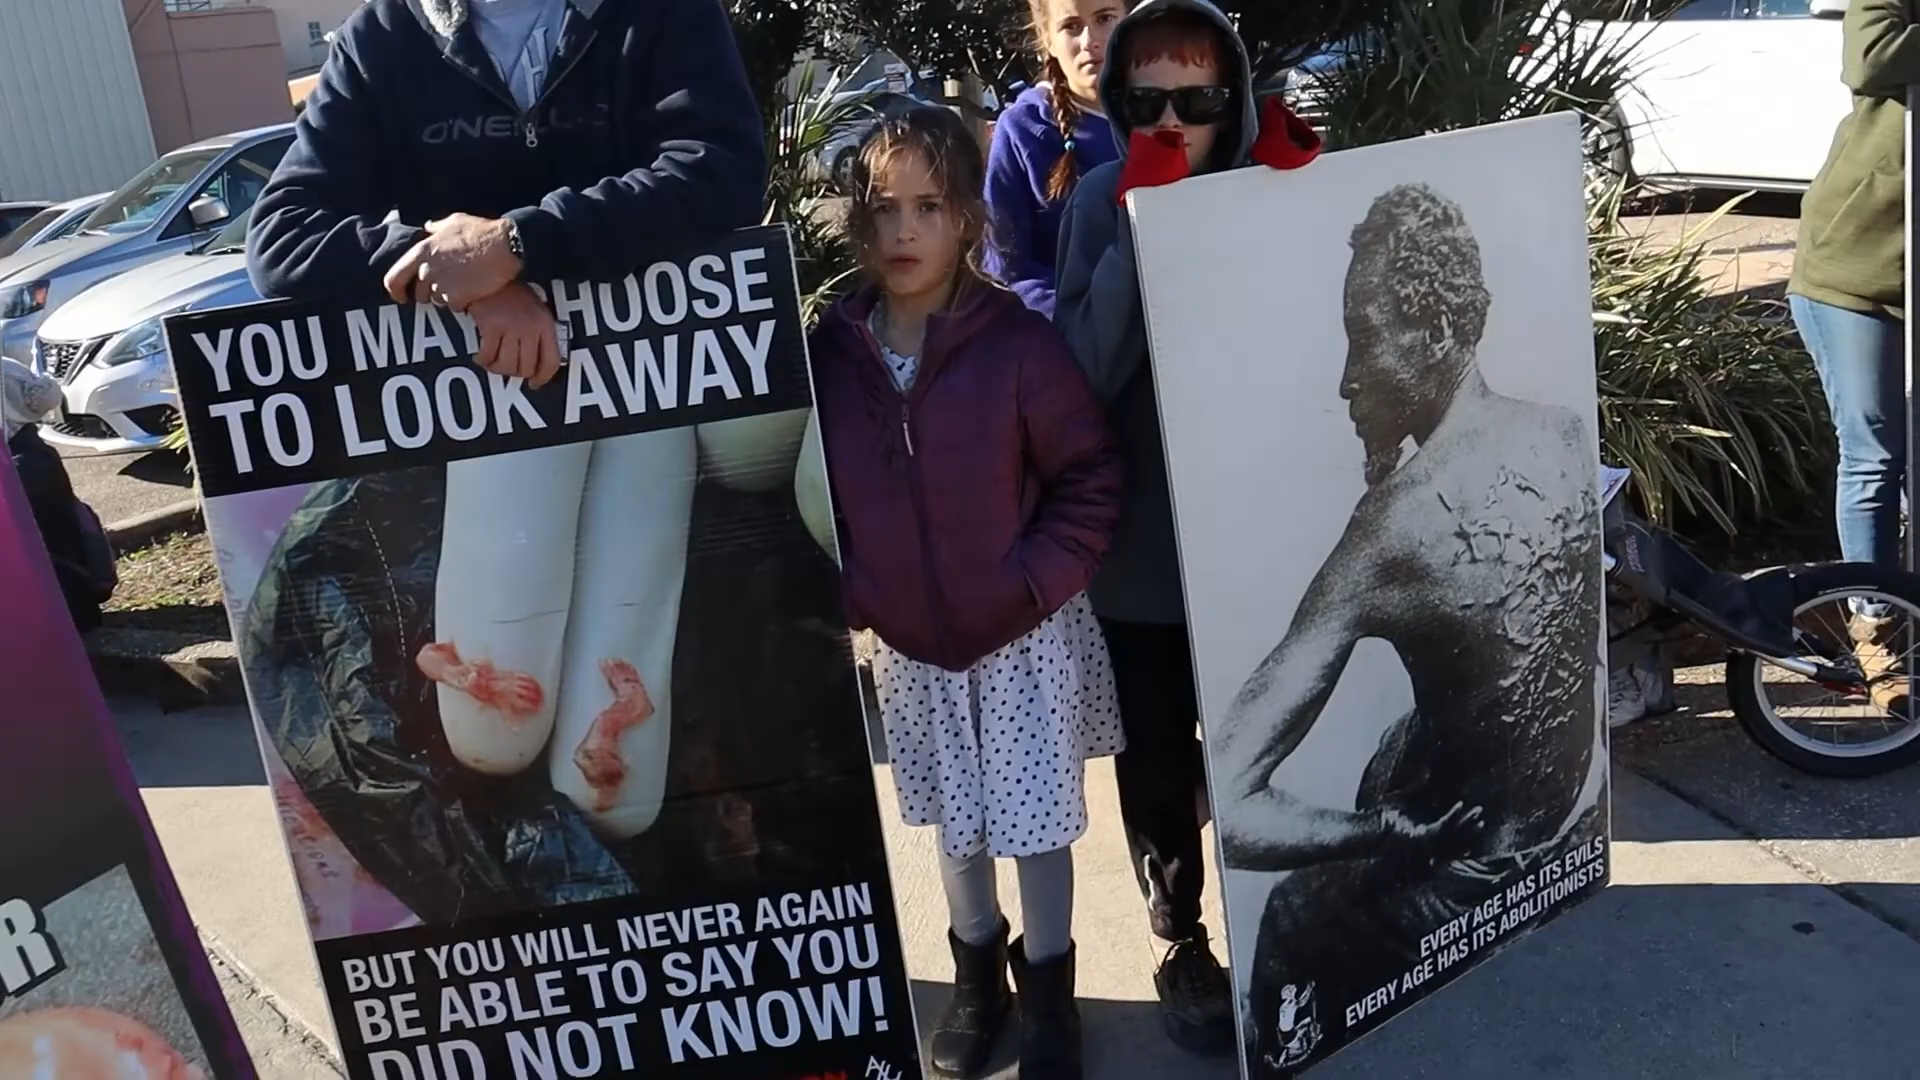 O'NEILL
YOU MAY CHOOSE
TO LOOK AWAY
BUT YOU WILL NEVER AGAIN
BE ABLE TO SAY YOU
DID NOT KNOW!
EVERY AGE HAS ITS EVILS
EVERY AGE HAS ITS ABOLITIONISTS
R